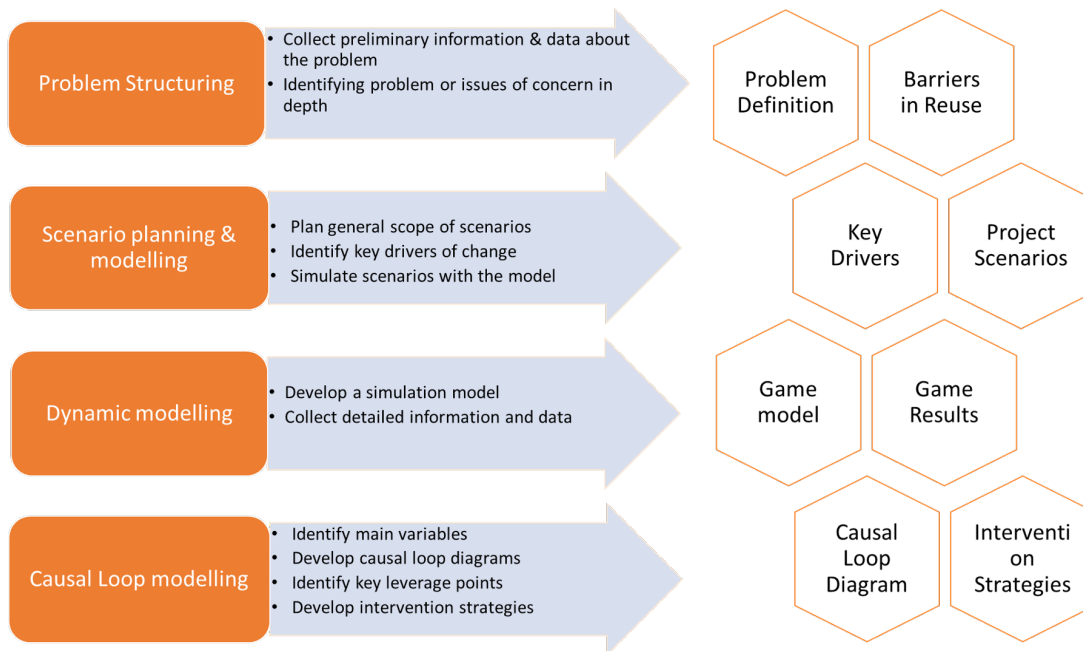 Problem Structuring
• Collect preliminary information & data about
the problem
• Identifying problem or issues of concern in
depth
Problem
Definition
Barriers
in Reuse
Scenario planning &
modelling
• Plan general scope of scenarios
• Identify key drivers of change
• Simulate scenarios with the model
Key
Drivers
Project
Scenarios
Dynamic modelling
• Develop a simulation model
• Collect detailed information and data
Game
model
Game
Results
Causal Loop modelling
• Identify main variables
• Develop causal loop diagrams
• Identify key leverage points
• Develop intervention strategies
Causal
Loop
Diagram
Interventi
on
Strategies